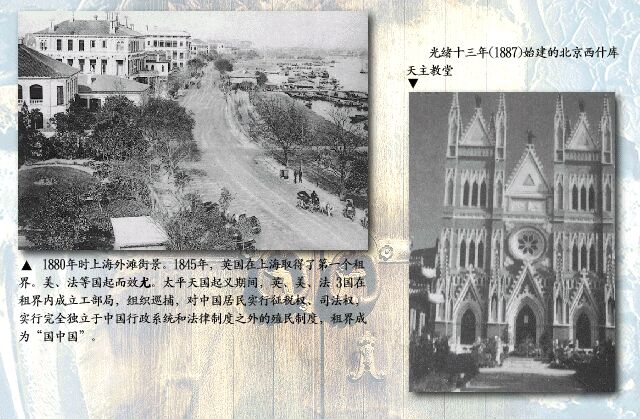 光绪十三年(1887)始建的北京西什库
天主教堂
▼
▲ 1880年时上海外滩街景。1845年，英国在上海取得了第一个租
界。美、法等国起而效尤。太平天国起义期间，英、美、法 3国在
租界内成立工部局，组织巡捕，对中国居民实行征税权、司法权，
实行完全独立于中国行政系统和法律制度之外的殖民制度，租界成
为“国中国”。